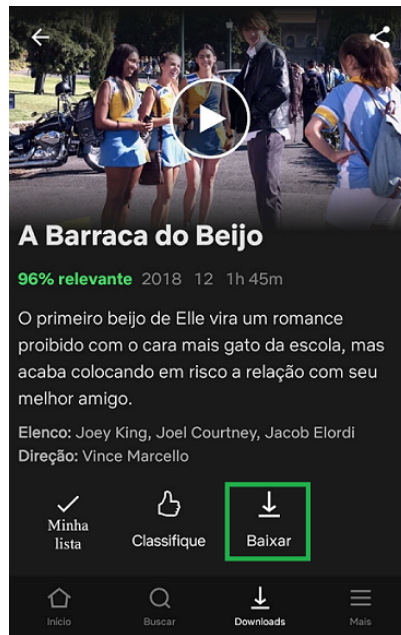 A Barraca do Beijo
96% relevante 2018 12 1h 45m
O primeiro beijo de Elle vira um romance
proibido com o cara mais gato da escola, mas
acaba colocando em risco a relação com seu
melhor amigo.
Elenco: Joey King, Joel Courtney, Jacob Elordi
Direção: Vince Marcello
Minha
lista
Classifique
Baixar
Início
Buscar
Downloads
Mais